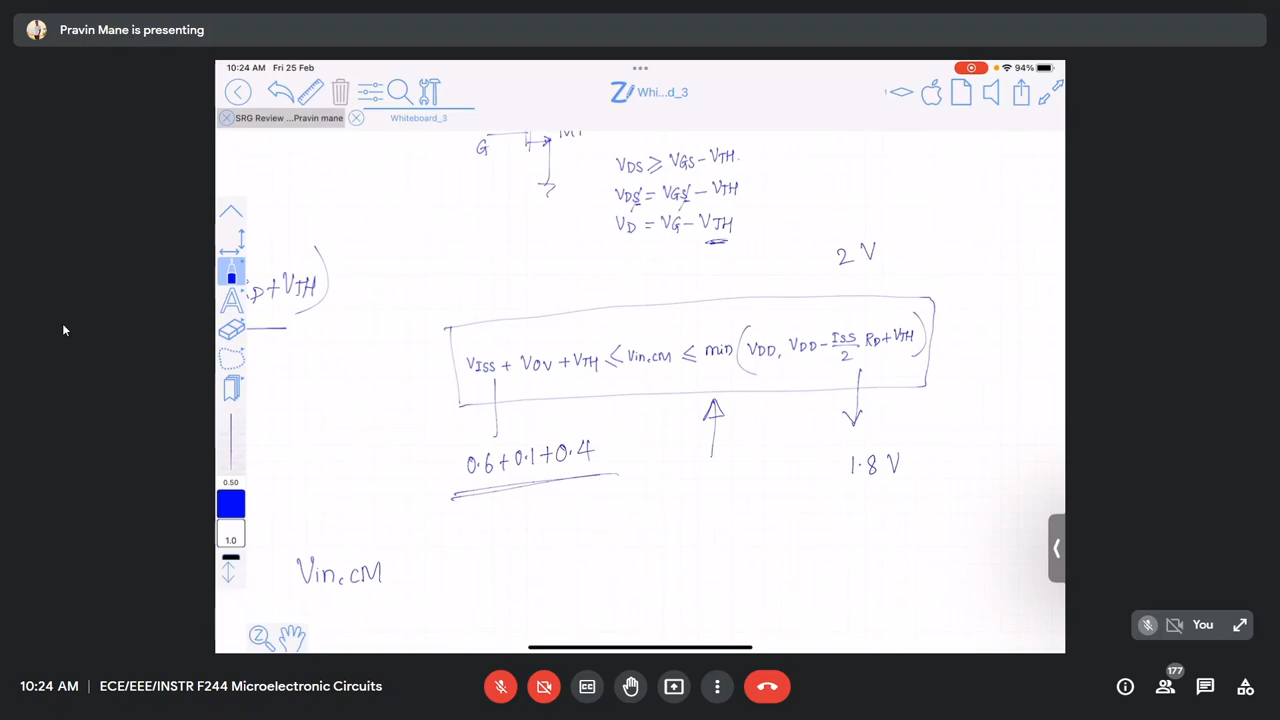 Pravin Mane is presenting
10:24 AM Fri 25 Feb
94%
Whi...d_3
SRG Review ...Pravin mane
Whiteboard_3
G
M1
VDS ≥ VGS - VTH.
VDS = VGS - VTH
VD = VG - VTH
2 V
D + VTH)
VISS + VOV + VTH ≤ Vin,CM ≤ min (VDD, VDD - ISS/2 RD + VTH)
0.6 + 0.1 + 0.4
1.8 V
0.50
1.0
Vin,CM
You
10:24 AM | ECE/EEE/INSTR F244 Microelectronic Circuits
177